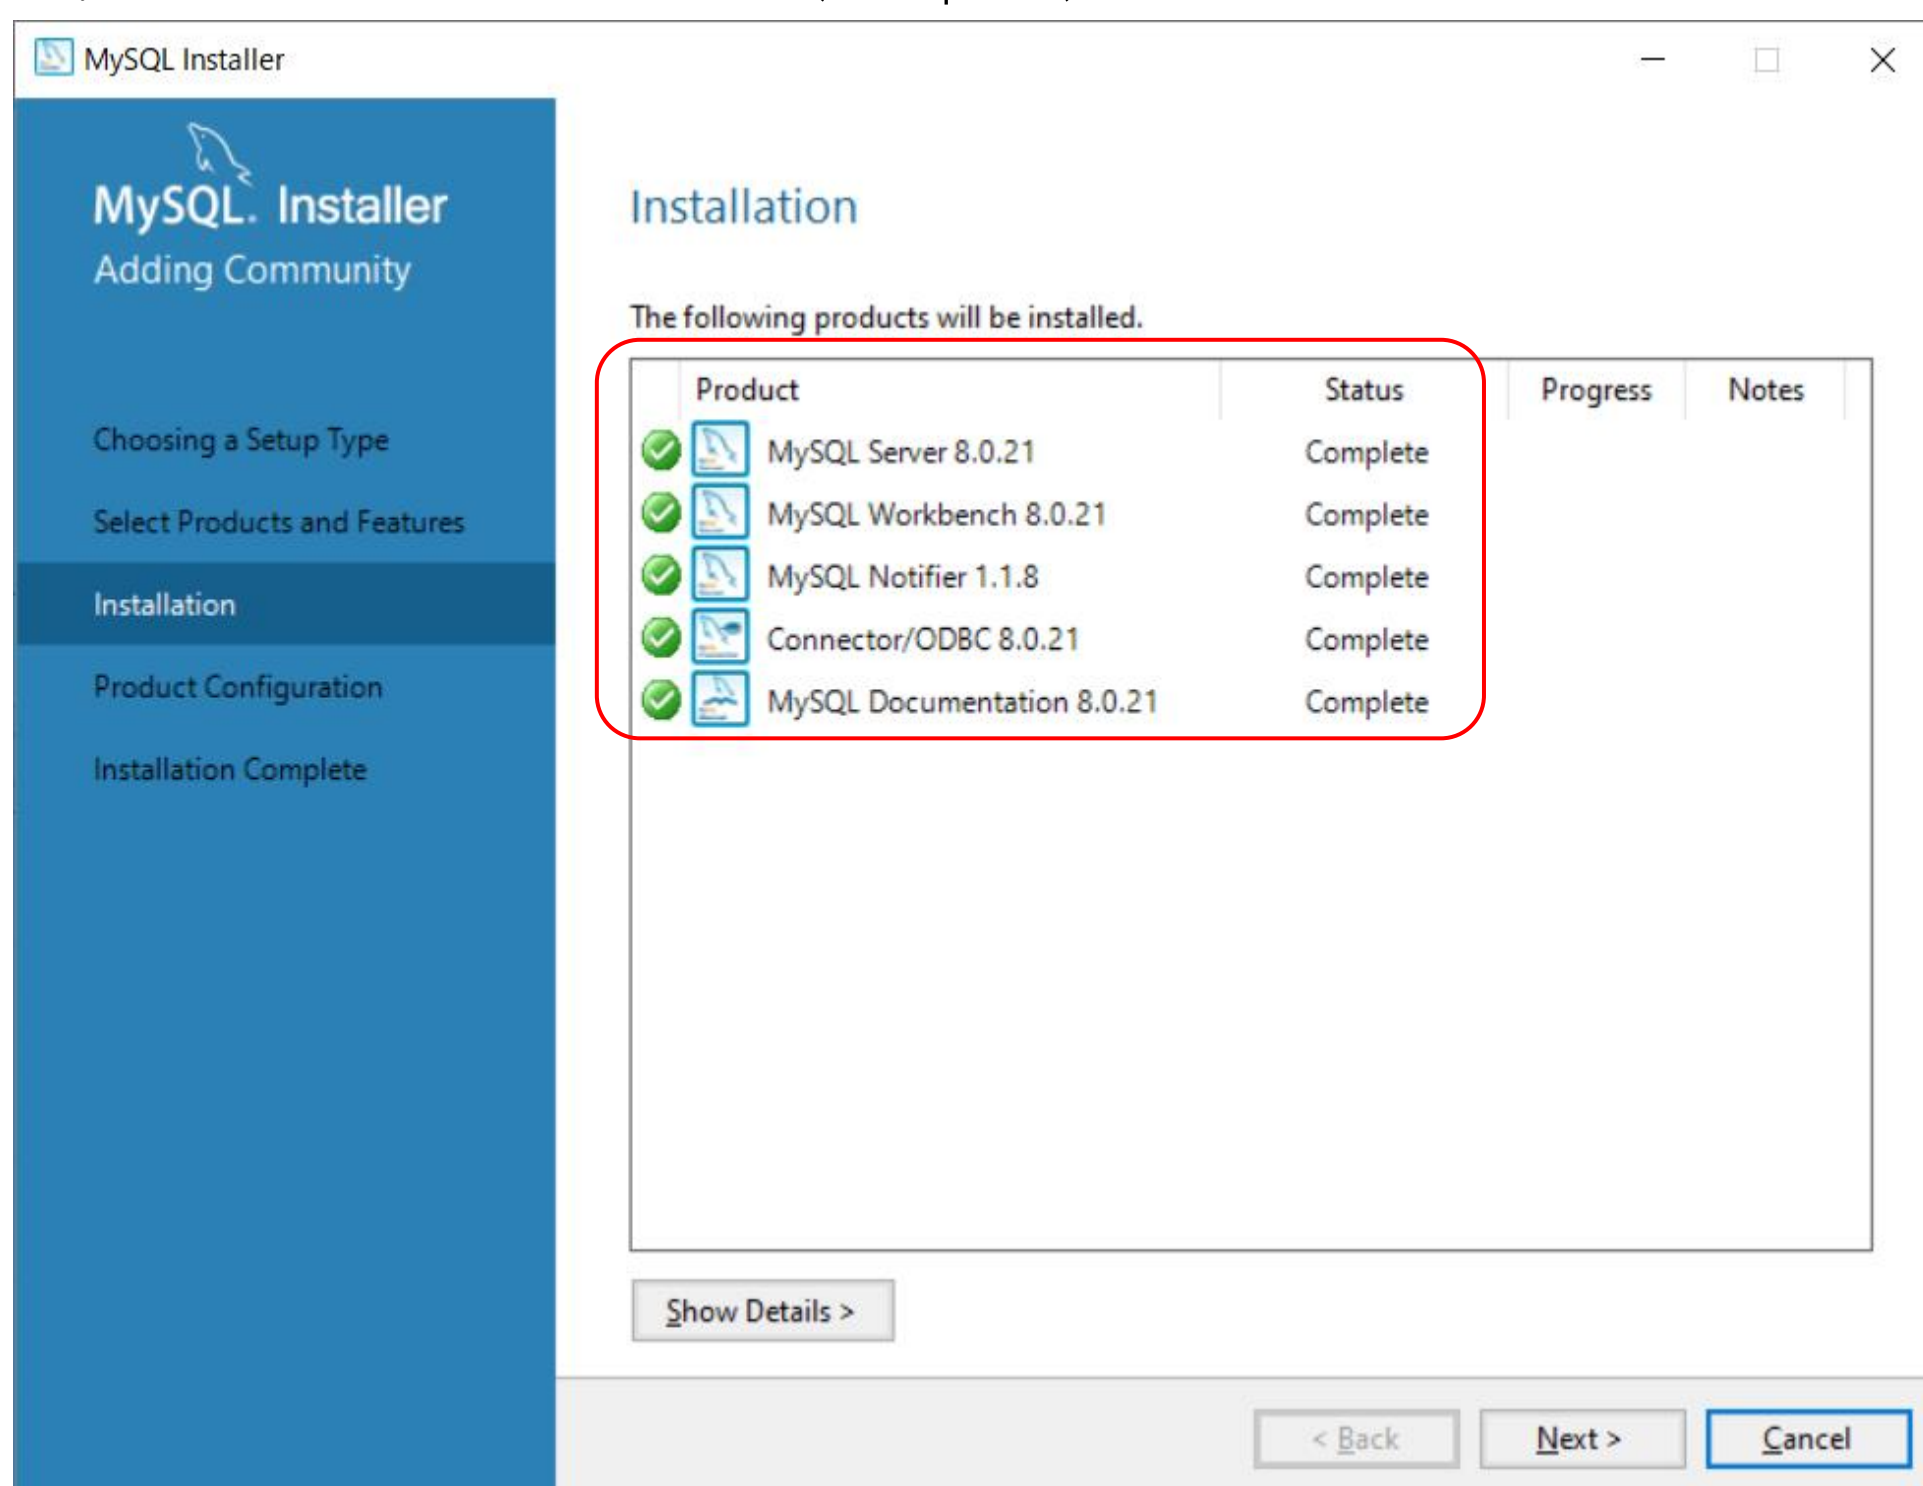 MySQL Installer
MySQL. Installer
Adding Community
Choosing a Setup Type
Select Products and Features
Installation
Product Configuration
Installation Complete
Installation
The following products will be installed.
Product Status Progress Notes
MySQL Server 8.0.21 Complete
MySQL Workbench 8.0.21 Complete
MySQL Notifier 1.1.8 Complete
Connector/ODBC 8.0.21 Complete
MySQL Documentation 8.0.21 Complete
Show Details >
< Back Next > Cancel